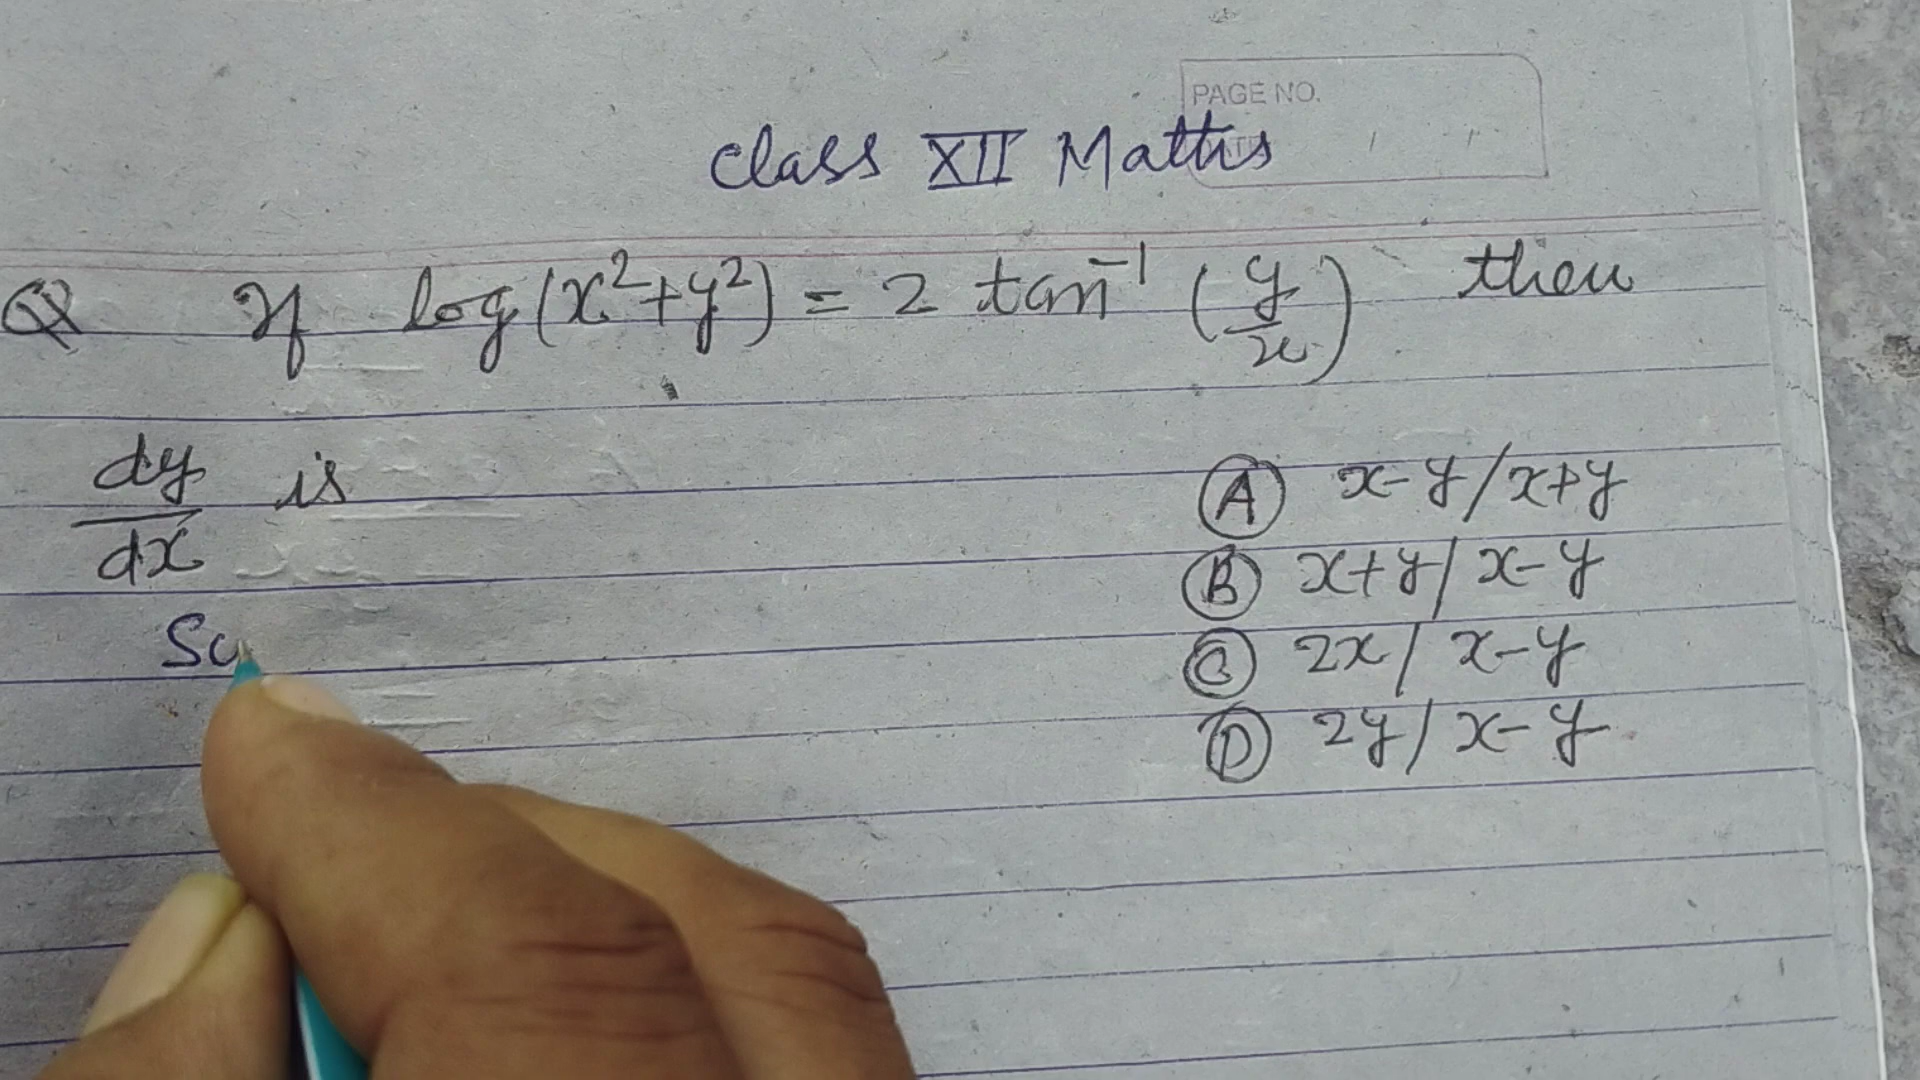 PAGE NO.
Class XII Maths
Q If log(x²+y²) = 2 tan⁻¹ (y/x) then
dy/dx is
Ⓐ x-y/x+y
Ⓑ x+y/x-y
Ⓒ 2x/x-y
Ⓓ 2y/x-y
So